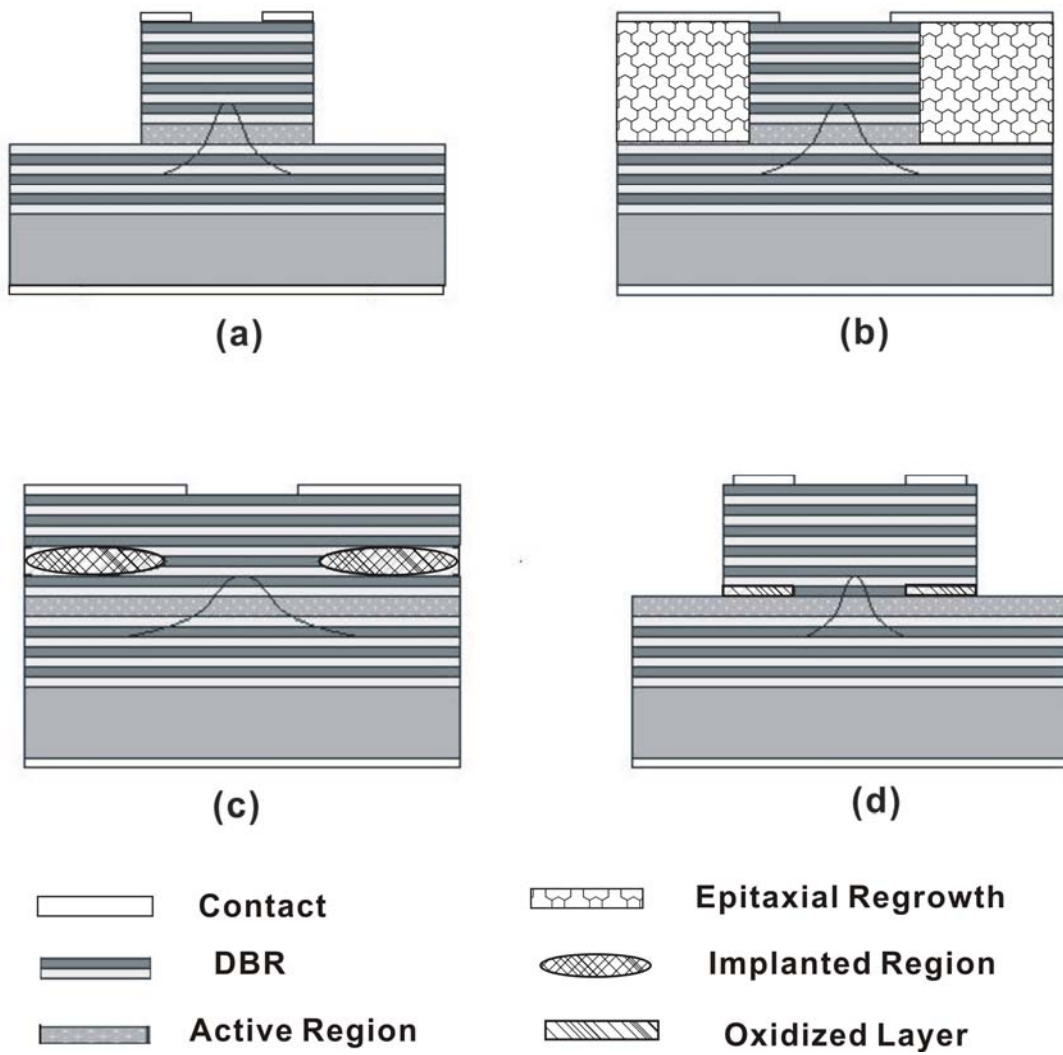 (a)
(b)
(c)
(d)
Contact
DBR
Active Region
Epitaxial Regrowth
Implanted Region
Oxidized Layer